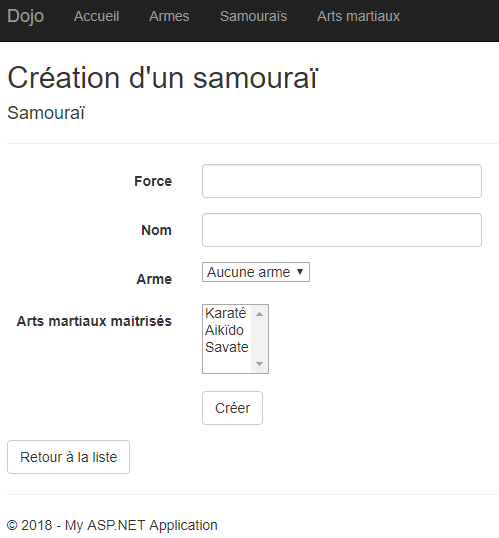 Dojo Accueil Armes Samouraïs Arts martiaux
Création d'un samouraï
Samouraï
Force
Nom
Arme Aucune arme
Arts martiaux maitrisés
Karaté
Aikïdo
Savate
Créer
Retour à la liste
© 2018 - My ASP.NET Application